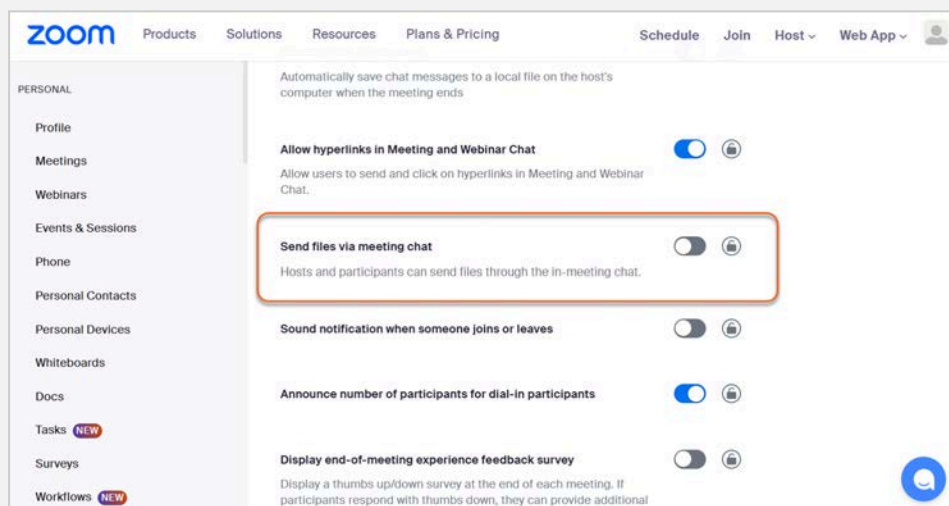 zoom Products Solutions Resources Plans & Pricing Schedule Join Host Web App
PERSONAL
Profile
Meetings
Webinars
Events & Sessions
Phone
Personal Contacts
Personal Devices
Whiteboards
Docs
Tasks NEW
Surveys
Workflows NEW
Automatically save chat messages to a local file on the host's
computer when the meeting ends
Allow hyperlinks in Meeting and Webinar Chat
Allow users to send and click on hyperlinks in Meeting and Webinar
Chat.
Send files via meeting chat
Hosts and participants can send files through the in-meeting chat.
Sound notification when someone joins or leaves
Announce number of participants for dial-in participants
Display end-of-meeting experience feedback survey
Display a thumbs up/down survey at the end of each meeting. If
participants respond with thumbs down, they can provide additional